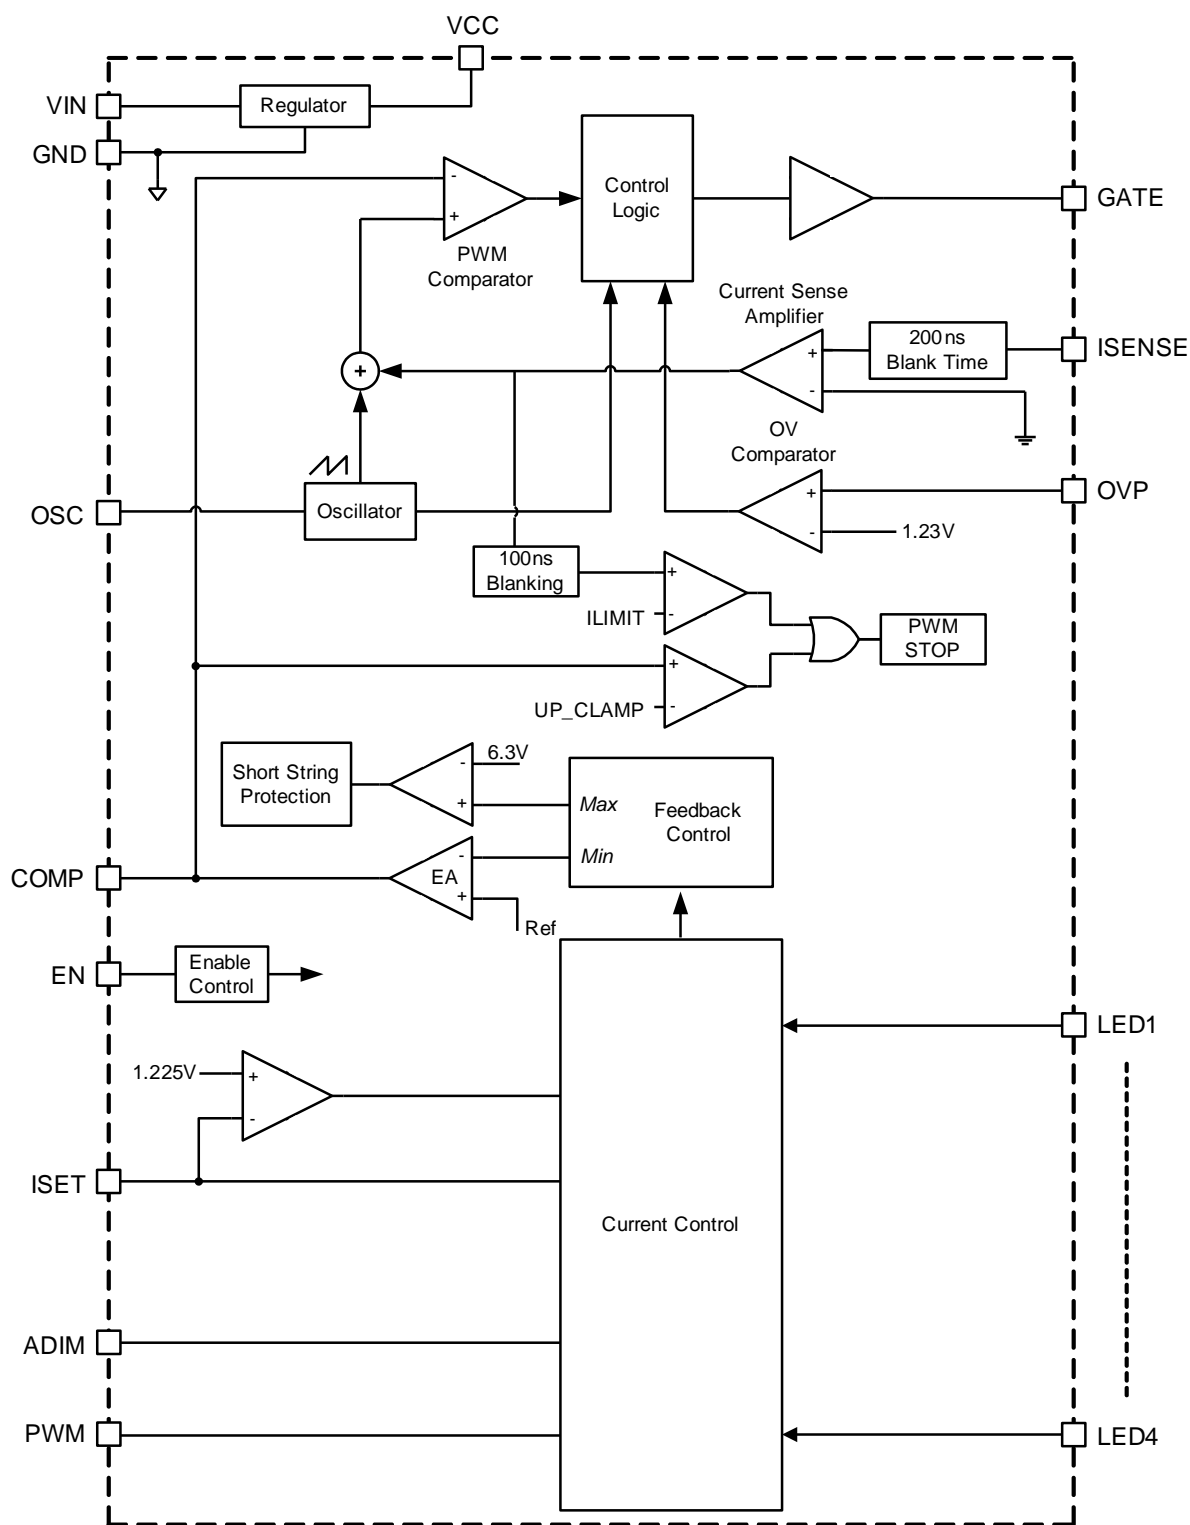 VCC
VIN
Regulator
GND
-
+
PWM
Comparator
Control
Logic
GATE
Current Sense
Amplifier
+
-
200ns
Blank Time
ISENSE
+
OV
Comparator
+
-
1.23V
OVP
OSC
Oscillator
100ns
Blanking
+
-
ILIMIT
PWM
STOP
+
-
UP_CLAMP
Short String
Protection
-
6.3V
+
Max
Feedback
Control
Min
COMP
EA
-
+
Ref
EN
Enable
Control
LED1
1.225V
+
-
ISET
Current Control
ADIM
PWM
LED4